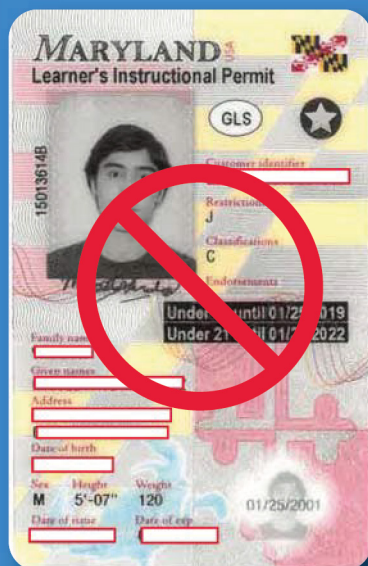 MARYLAND USA
Learner's Instructional Permit
GLS
15013614B
Customer identifier
Restrictions
J
Classifications
C
Endorsements
Under until 01/25/2019
Under 21 until 01/ 2022
Family name
Given names
Address
Date of birth
Sex Height Weight
M 5'-07" 120
01/25/2001
Date of issue Date of exp